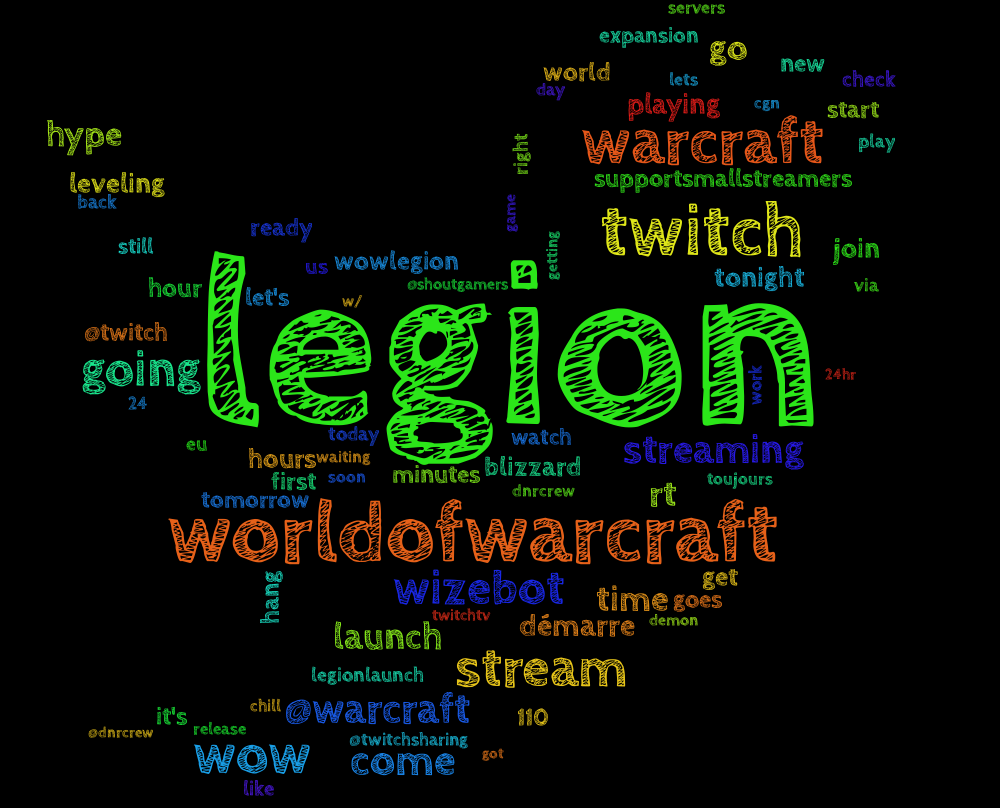 servers
expansion
go
new
world
lets
check
day
playing
cgn
start
hype
right
warcraft
play
leveling
supportsmallstreamers
back
game
twitch
ready
still
getting
join
us
wowlegion
tonight
hour
let's
@shoutgamers
via
w/
legion
@twitch
going
work
24hr
24
eu
today
watch
streaming
hours
waiting
blizzard
first
soon
minutes
toujours
tomorrow
dnrcrew
rt
worldofwarcraft
hang
wizebot
get
time
goes
twitchtv
démarre
demon
launch
legionlaunch
stream
chill
@warcraft
110
it's
@dnrcrew
release
@twitchsharing
wow
come
got
like